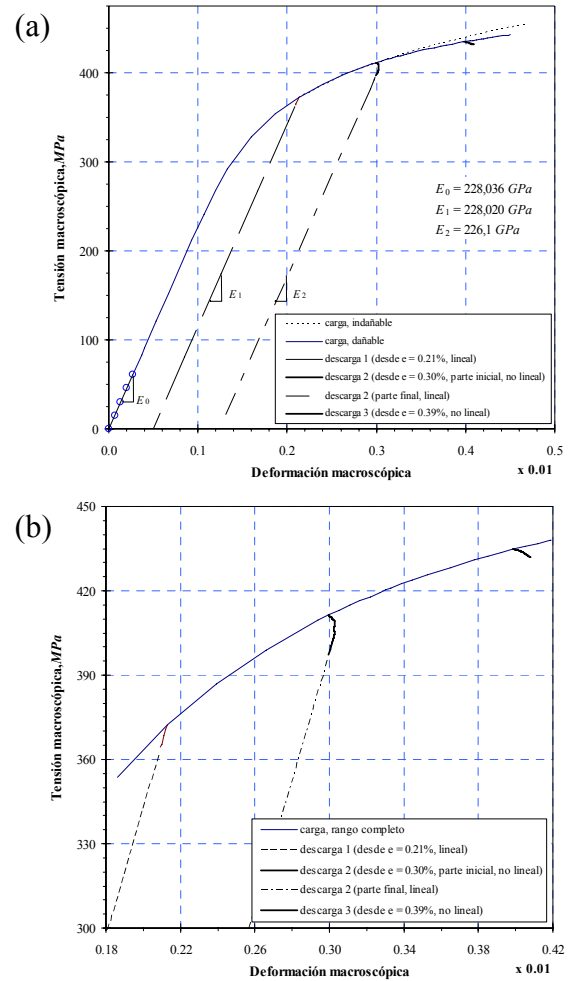 (a)
400
300
200
100
0
Tensión macroscópica,MPa
E0 = 228,036 GPa
E1 = 228,020 GPa
E2 = 226,1 GPa
E0
E1
E2
carga, indañable
carga, dañable
descarga 1 (desde e = 0.21%, lineal)
descarga 2 (desde e = 0.30%, parte inicial, no lineal)
descarga 2 (parte final, lineal)
descarga 3 (desde e = 0.39%, no lineal)
0.0 0.1 0.2 0.3 0.4 0.5
Deformación macroscópica
x 0.01
(b)
450
420
390
360
330
300
Tensión macroscópica,MPa
carga, rango completo
descarga 1 (desde e = 0.21%, lineal)
descarga 2 (desde e = 0.30%, parte inicial, no lineal)
descarga 2 (parte final, lineal)
descarga 3 (desde e = 0.39%, no lineal)
0.18 0.22 0.26 0.30 0.34 0.38 0.42
Deformación macroscópica
x 0.01